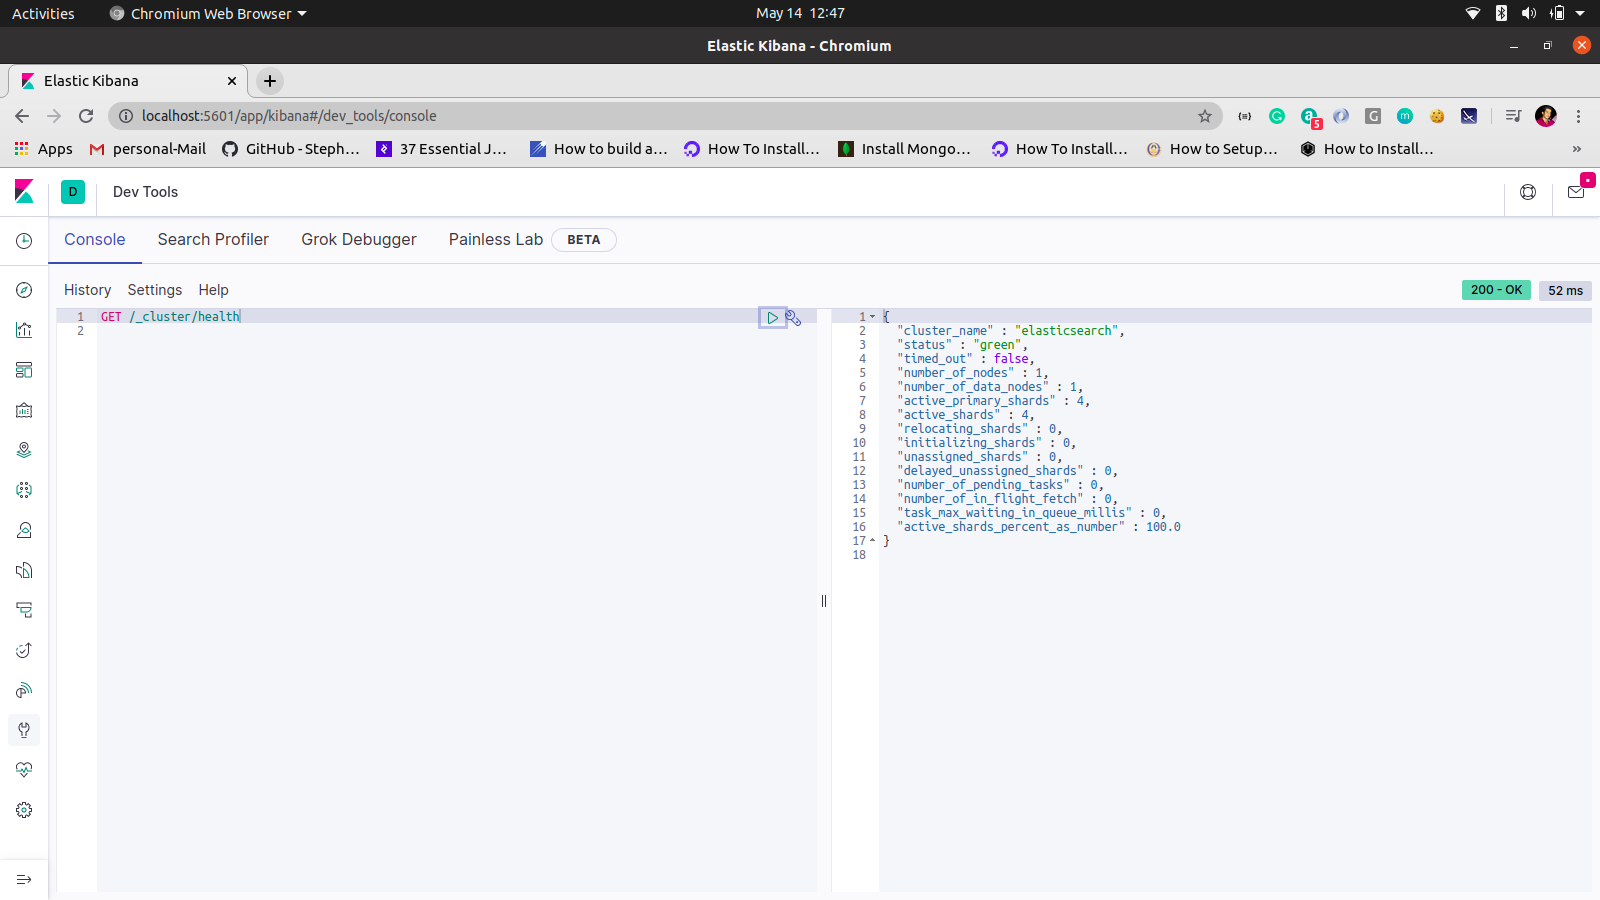 Activities Chromium Web Browser May 14 12:47
Elastic Kibana - Chromium
Elastic Kibana
localhost:5601/app/kibana#/dev_tools/console
5
Apps personal-Mail GitHub - Steph… 37 Essential J… How to build a… How To Install… Install Mongo… How To Install… How to Setup… How to Install… »
D Dev Tools
Console Search Profiler Grok Debugger Painless Lab BETA
History Settings Help 200 - OK 52 ms
1 GET /_cluster/health
2
1 {
2 "cluster_name" : "elasticsearch",
3 "status" : "green",
4 "timed_out" : false,
5 "number_of_nodes" : 1,
6 "number_of_data_nodes" : 1,
7 "active_primary_shards" : 4,
8 "active_shards" : 4,
9 "relocating_shards" : 0,
10 "initializing_shards" : 0,
11 "unassigned_shards" : 0,
12 "delayed_unassigned_shards" : 0,
13 "number_of_pending_tasks" : 0,
14 "number_of_in_flight_fetch" : 0,
15 "task_max_waiting_in_queue_millis" : 0,
16 "active_shards_percent_as_number" : 100.0
17 }
18